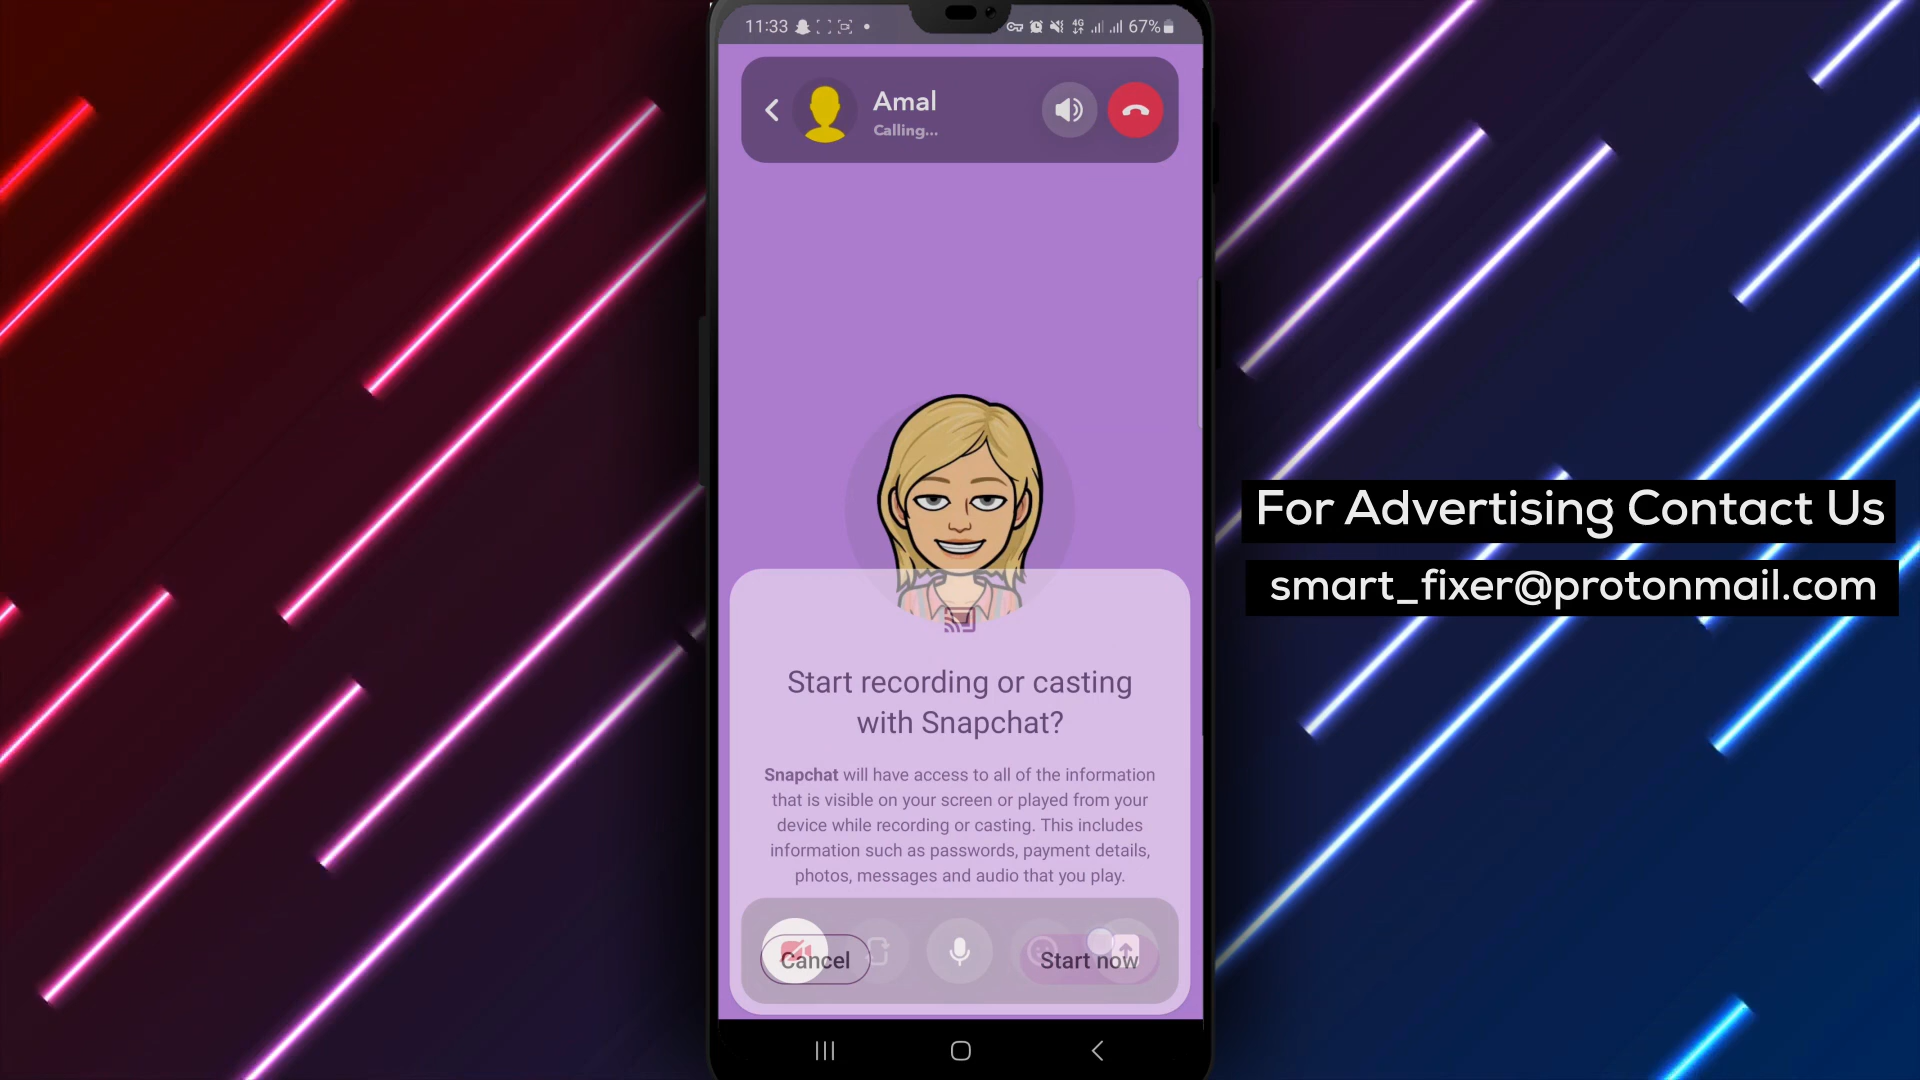 11:33
4G
67%
Amal
Calling...
For Advertising Contact Us
smart_fixer@protonmail.com
Start recording or casting
with Snapchat?
Snapchat will have access to all of the information
that is visible on your screen or played from your
device while recording or casting. This includes
information such as passwords, payment details,
photos, messages and audio that you play.
Cancel
Start now